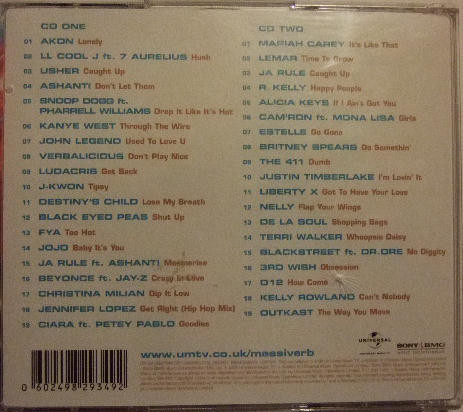 CD ONE
01 AKON Lonely
02 LL COOL J ft. 7 AURELIUS Hush
03 USHER Caught Up
04 ASHANTI Don't Let Them
05 SNOOP DOGG ft.
PHARRELL WILLIAMS Drop It Like It's Hot
06 KANYE WEST Through The Wire
07 JOHN LEGEND Used To Love U
08 VERBALICIOUS Don't Play Nice
09 LUDACRIS Get Back
10 J-KWON Tipsy
11 DESTINY'S CHILD Lose My Breath
12 BLACK EYED PEAS Shut Up
13 FYA Too Hot
14 JOJO Baby It's You
15 JA RULE ft. ASHANTI Mesmerize
16 BEYONCE ft. JAY-Z Crazy In Love
17 CHRISTINA MILIAN Dip It Low
18 JENNIFER LOPEZ Get Right (Hip Hop Mix)
19 CIARA ft. PETEY PABLO Goodies
CD TWO
01 MARIAH CAREY It's Like That
02 LEMAR Time To Grow
03 JA RULE Caught Up
04 R. KELLY Happy People
05 ALICIA KEYS If I Ain't Got You
06 CAM'RON ft. MONA LISA Girls
07 ESTELLE Go Gone
08 BRITNEY SPEARS Do Somethin'
09 THE 411 Dumb
10 JUSTIN TIMBERLAKE I'm Lovin' It
11 LIBERTY X Got To Have Your Love
12 NELLY Flap Your Wings
13 DE LA SOUL Shopping Bags
14 TERRI WALKER Whoopsie Daisy
15 BLACKSTREET ft. DR.DRE No Diggity
16 3RD WISH Obsession
17 D12 How Come
18 KELLY ROWLAND Can't Nobody
19 OUTKAST The Way You Move
0 602498 293492
www.umtv.co.uk/massiverb
UNIVERSAL
SONY BMG